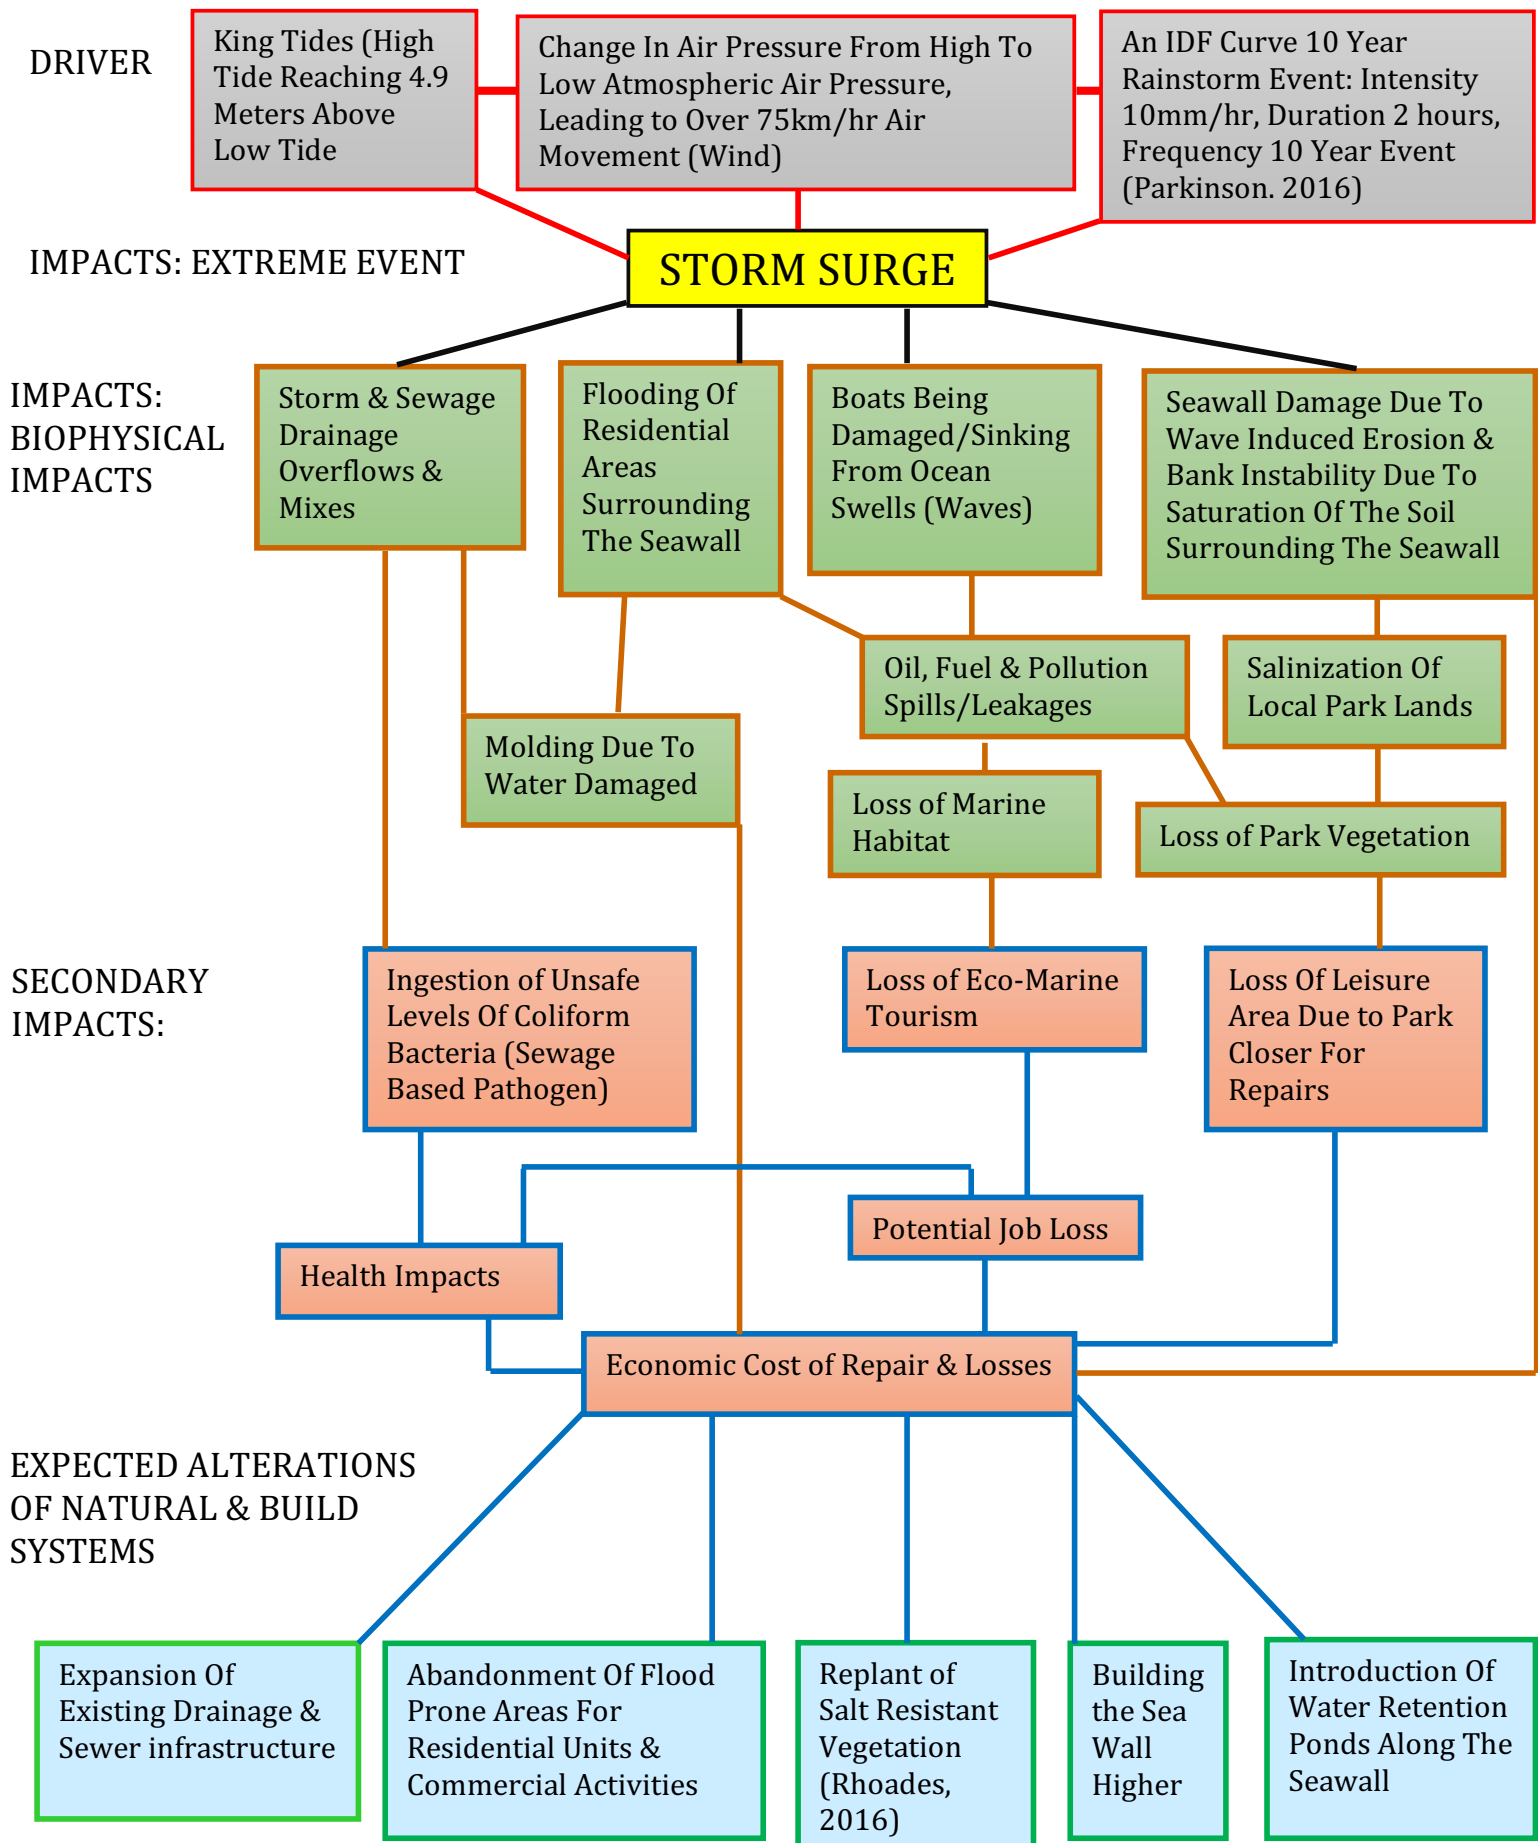 DRIVER
King Tides (High
Tide Reaching 4.9
Meters Above
Low Tide
Change In Air Pressure From High To
Low Atmospheric Air Pressure,
Leading to Over 75km/hr Air
Movement (Wind)
An IDF Curve 10 Year
Rainstorm Event: Intensity
10mm/hr, Duration 2 hours,
Frequency 10 Year Event
(Parkinson. 2016)
IMPACTS: EXTREME EVENT
STORM SURGE
IMPACTS:
BIOPHYSICAL
IMPACTS
Storm & Sewage
Drainage
Overflows &
Mixes
Flooding Of
Residential
Areas
Surrounding
The Seawall
Boats Being
Damaged/Sinking
From Ocean
Swells (Waves)
Seawall Damage Due To
Wave Induced Erosion &
Bank Instability Due To
Saturation Of The Soil
Surrounding The Seawall
Oil, Fuel & Pollution
Spills/Leakages
Salinization Of
Local Park Lands
Molding Due To
Water Damaged
Loss of Marine
Habitat
Loss of Park Vegetation
SECONDARY
IMPACTS:
Ingestion of Unsafe
Levels Of Coliform
Bacteria (Sewage
Based Pathogen)
Loss of Eco-Marine
Tourism
Loss Of Leisure
Area Due to Park
Closer For
Repairs
Potential Job Loss
Health Impacts
Economic Cost of Repair & Losses
EXPECTED ALTERATIONS
OF NATURAL & BUILD
SYSTEMS
Expansion Of
Existing Drainage &
Sewer infrastructure
Abandonment Of Flood
Prone Areas For
Residential Units &
Commercial Activities
Replant of
Salt Resistant
Vegetation
(Rhoades,
2016)
Building
the Sea
Wall
Higher
Introduction Of
Water Retention
Ponds Along The
Seawall